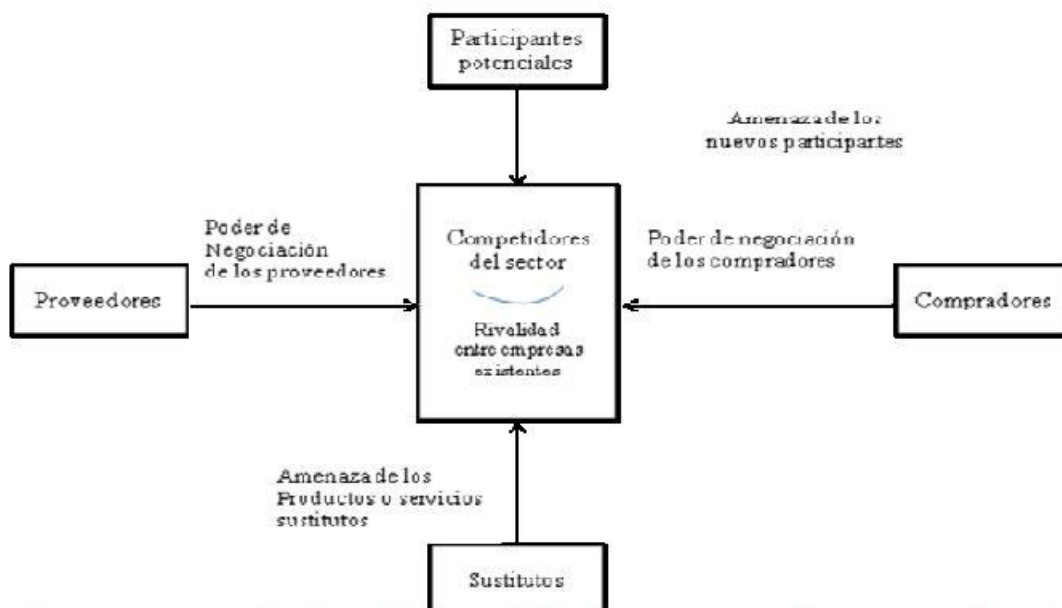 Participantes
potenciales
Amenaza de los
nuevos participartes
Poder de
Negociación
de los proveedores
Competidores
del sector
Poder de negociación
de los compradores
Proveedores
Compradores
Rivalidad
entre empresas
existentes
Amenaza de los
Productos o servicios
sustitutos
Sustitutos